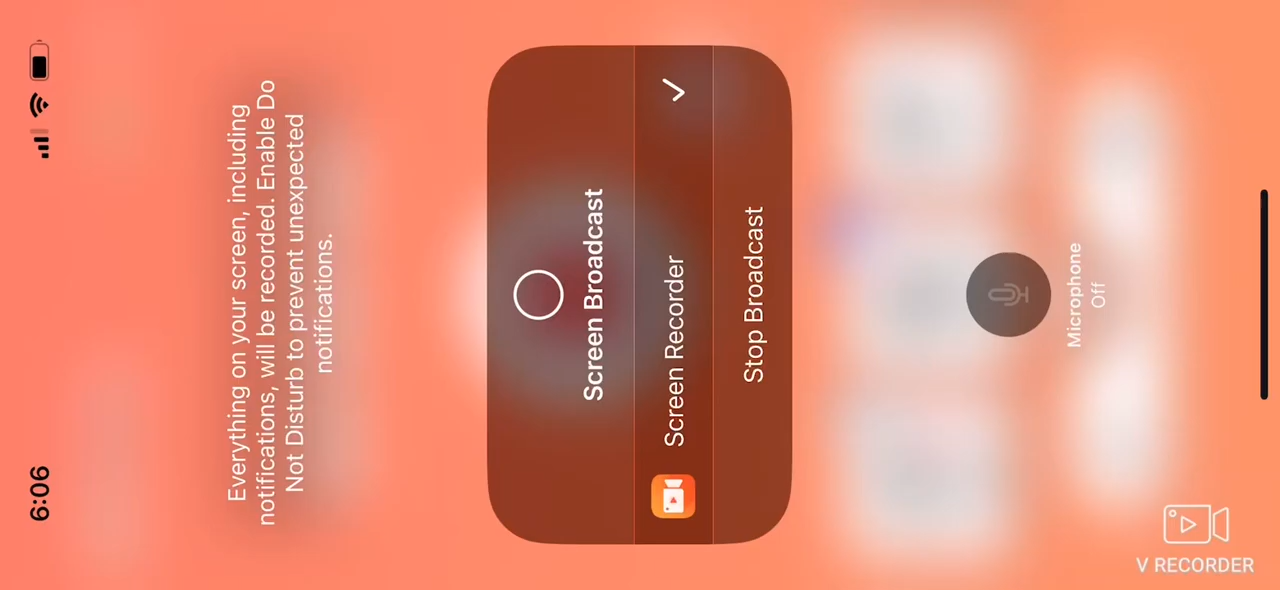 6:06
Everything on your screen, including
notifications, will be recorded. Enable Do
Not Disturb to prevent unexpected
notifications.
Screen Broadcast
Screen Recorder
Stop Broadcast
Microphone
Off
V RECORDER